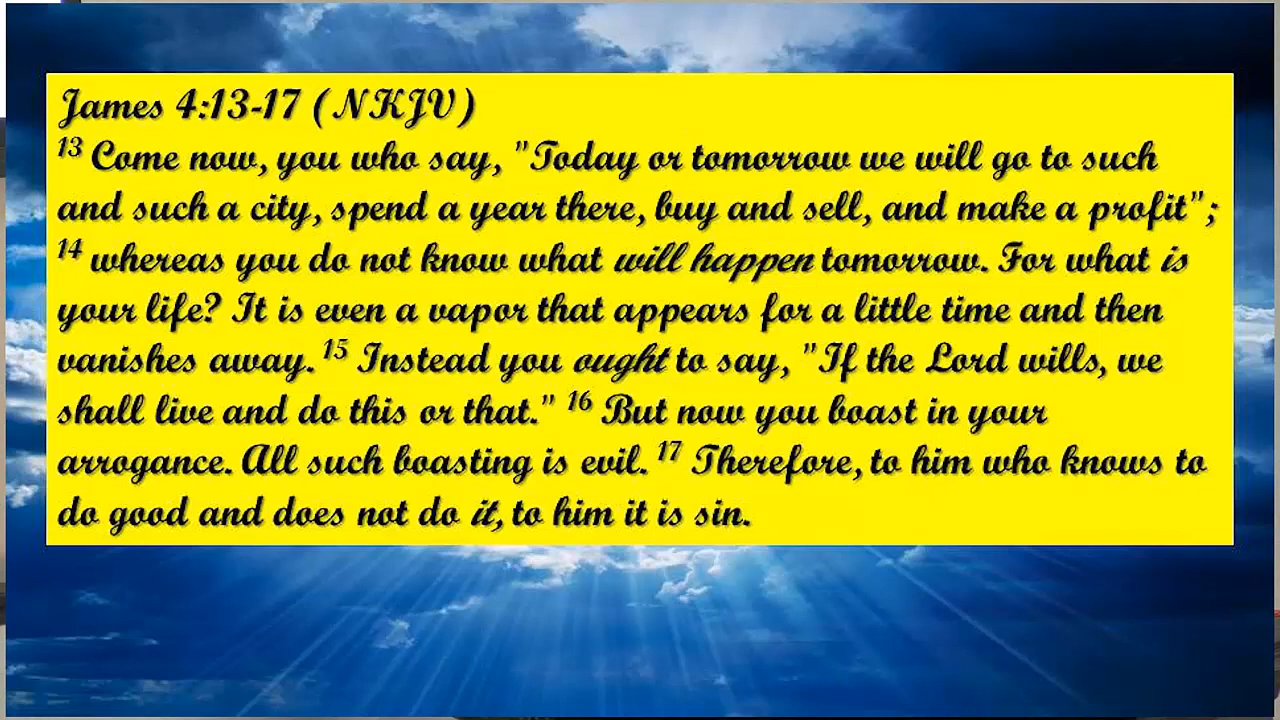 James 4:13-17 (NKJV)
13 Come now, you who say, "Today or tomorrow we will go to such
and such a city, spend a year there, buy and sell, and make a profit";
14 whereas you do not know what will happen tomorrow. For what is
your life? It is even a vapor that appears for a little time and then
vanishes away. 15 Instead you ought to say, "If the Lord wills, we
shall live and do this or that." 16 But now you boast in your
arrogance. All such boasting is evil. 17 Therefore, to him who knows to
do good and does not do it, to him it is sin.